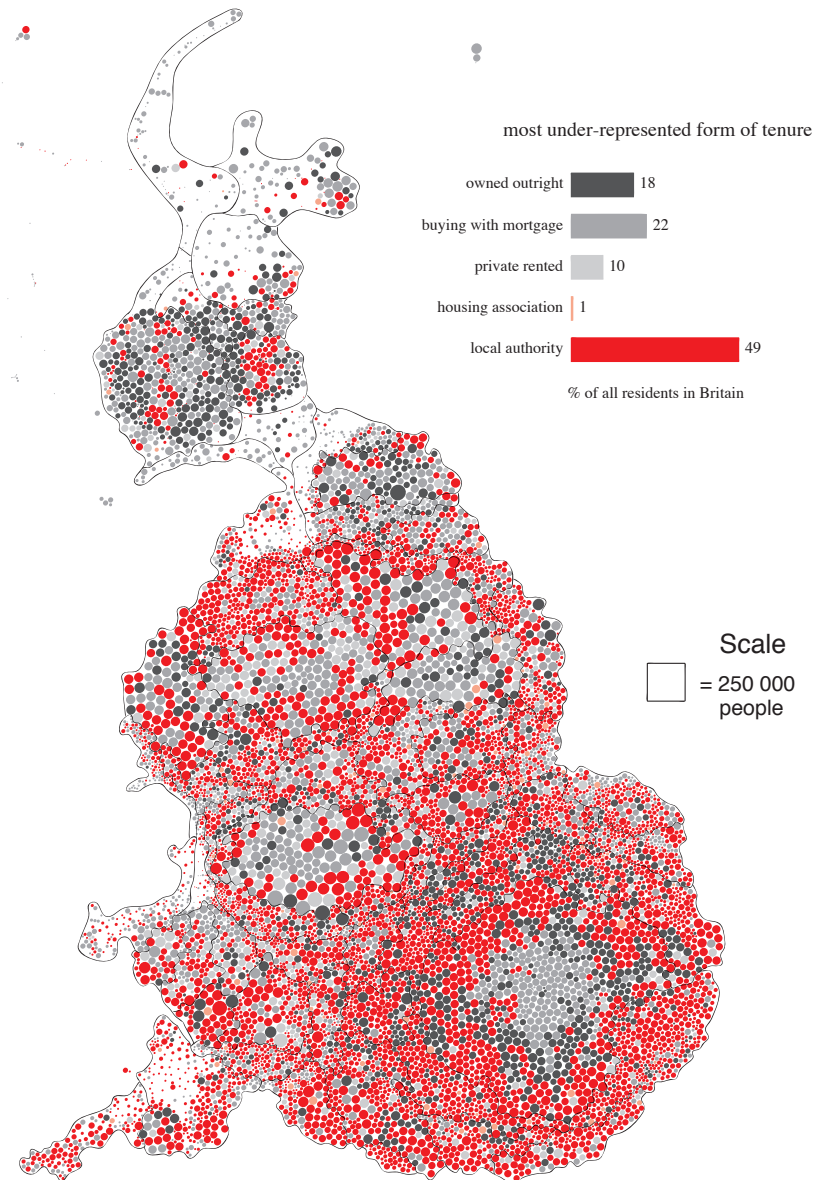 most under-represented form of tenure
owned outright 18
buying with mortgage 22
private rented 10
housing association 1
local authority 49
% of all residents in Britain
Scale
= 250 000
people